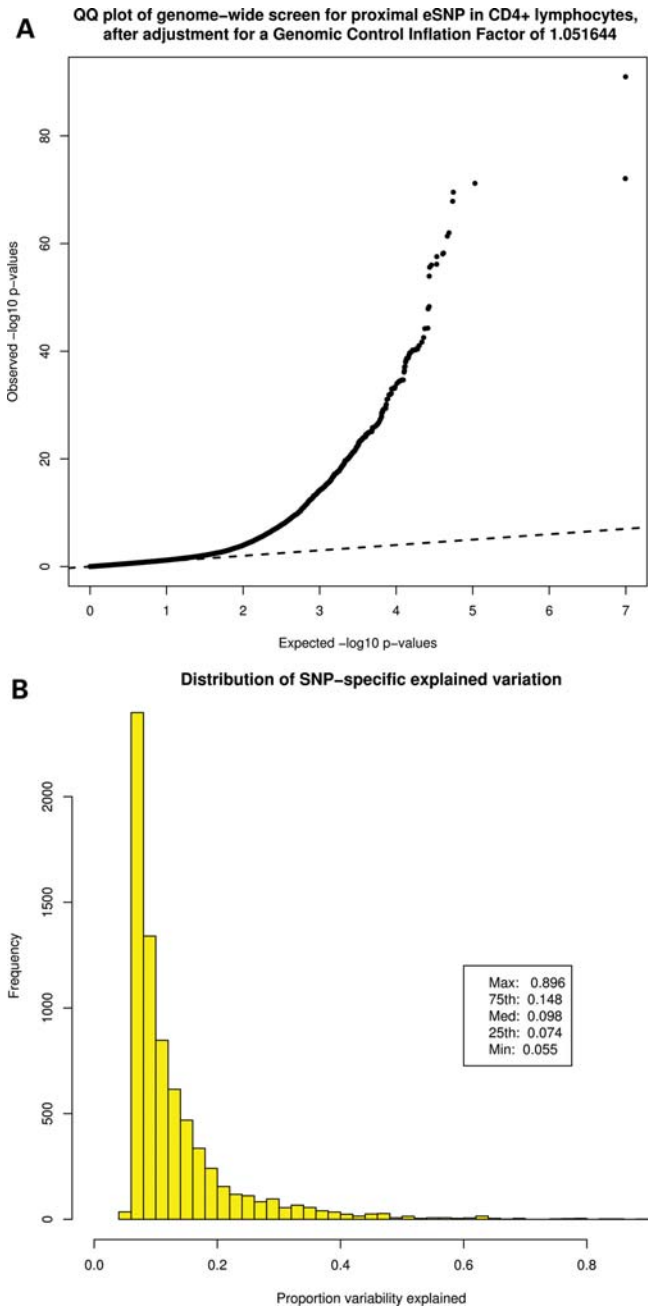 A
QQ plot of genome−wide screen for proximal eSNP in CD4+ lymphocytes,
after adjustment for a Genomic Control Inflation Factor of 1.051644
80
60
40
20
0
Observed −log10 p−values
0 1 2 3 4 5 6 7
Expected −log10 p−values
B
Distribution of SNP−specific explained variation
2000
1500
1000
500
0
Frequency
Max: 0.896
75th: 0.148
Med: 0.098
25th: 0.074
Min: 0.055
0.0 0.2 0.4 0.6 0.8
Proportion variability explained